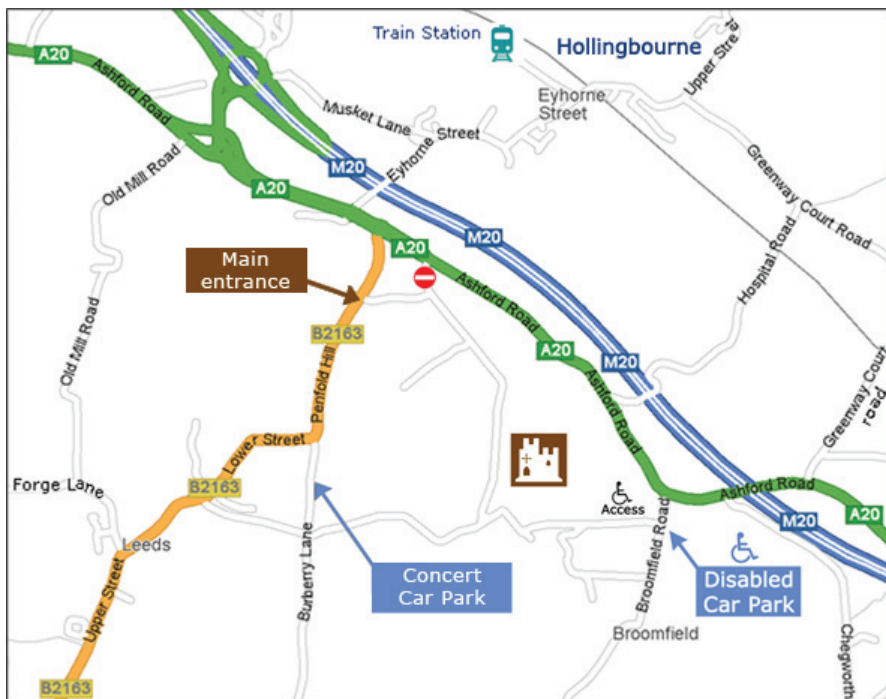 Train Station
Hollingbourne
Upper Street
A20
Ashford Road
Musket Lane
Eyhorne
Street
Eyhorne Street
M20
Old Mill Road
A20
Greenway Court Road
Main
entrance
A20
M20
M20
Hospital Road
Ashford Road
B2163
Penfold Hill
A20
M20
Old Mill Road
Ashford Road
Greenway Court
road
Lower Street
Forge Lane
B2163
Access
Ashford Road
A20
M20
Leeds
Concert
Car Park
Burberry Lane
Broomfield Road
Disabled
Car Park
Upper Street
Broomfield
Chegworth
B2163